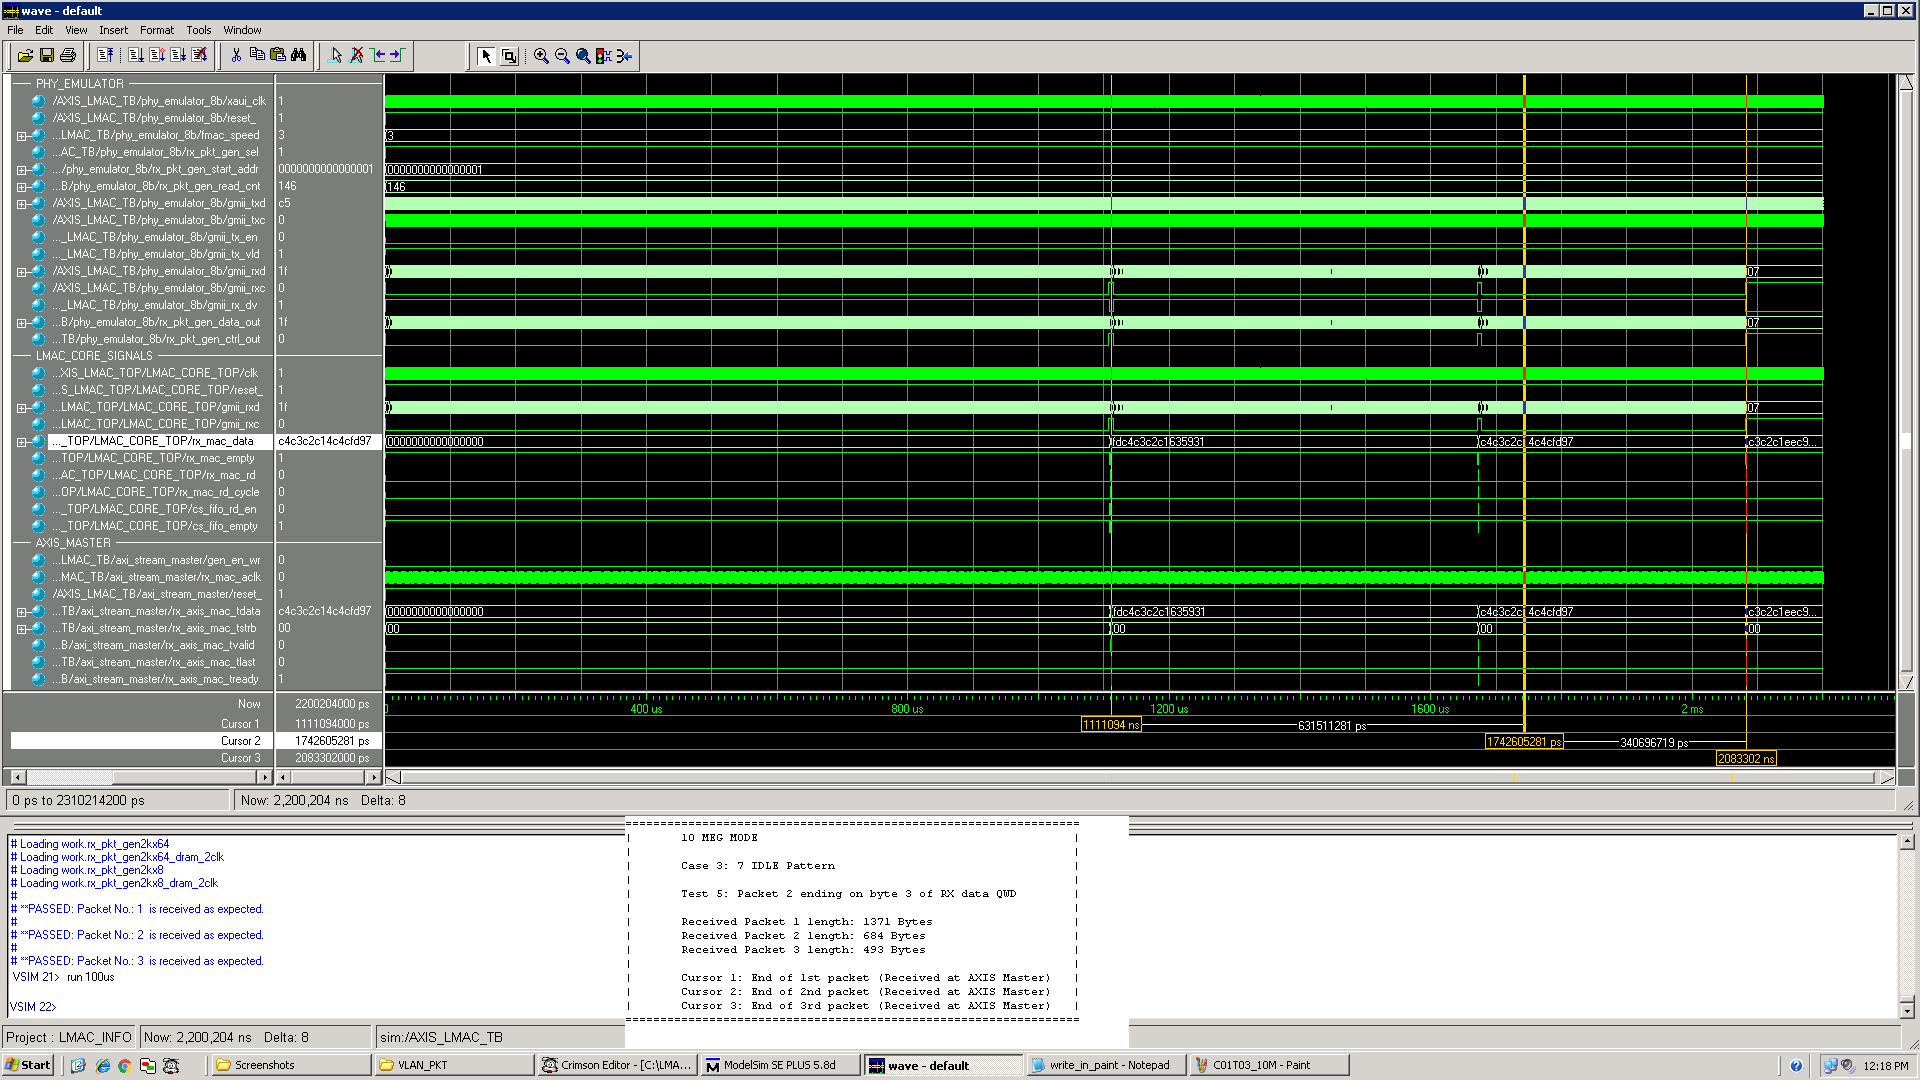 wave - default
File Edit View Insert Format Tools Window
PHY_EMULATOR
/AXIS_LMAC_TB/phy_emulator_8b/xaui_clk 1
/AXIS_LMAC_TB/phy_emulator_8b/reset_ 1
...LMAC_TB/phy_emulator_8b/fmac_speed 3 3
...AC_TB/phy_emulator_8b/rx_pkt_gen_sel 1
.../phy_emulator_8b/rx_pkt_gen_start_addr 0000000000000001 0000000000000001
...B/phy_emulator_8b/rx_pkt_gen_read_cnt 146 146
/AXIS_LMAC_TB/phy_emulator_8b/gmii_txd c5
/AXIS_LMAC_TB/phy_emulator_8b/gmii_txc 0
..._LMAC_TB/phy_emulator_8b/gmii_tx_en 0
..._LMAC_TB/phy_emulator_8b/gmii_tx_vld 1
/AXIS_LMAC_TB/phy_emulator_8b/gmii_rxd 1f 07
/AXIS_LMAC_TB/phy_emulator_8b/gmii_rxc 0
..._LMAC_TB/phy_emulator_8b/gmii_rx_dv 1
...B/phy_emulator_8b/rx_pkt_gen_data_out 1f 07
...TB/phy_emulator_8b/rx_pkt_gen_ctrl_out 0
LMAC_CORE_SIGNALS
...XIS_LMAC_TOP/LMAC_CORE_TOP/clk 1
...S_LMAC_TOP/LMAC_CORE_TOP/reset_ 1
...LMAC_TOP/LMAC_CORE_TOP/gmii_rxd 1f 07
...LMAC_TOP/LMAC_CORE_TOP/gmii_rxc 0
..._TOP/LMAC_CORE_TOP/rx_mac_data c4c3c2c14c4cfd97 0000000000000000 fdc4c3c2c1635931 c4c3c2c 4c4cfd97 c3c2c1eec9...
...TOP/LMAC_CORE_TOP/rx_mac_empty 1
...AC_TOP/LMAC_CORE_TOP/rx_mac_rd 0
...OP/LMAC_CORE_TOP/rx_mac_rd_cycle 0
..._TOP/LMAC_CORE_TOP/cs_fifo_rd_en 0
..._TOP/LMAC_CORE_TOP/cs_fifo_empty 1
AXIS_MASTER
...LMAC_TB/axi_stream_master/gen_en_wr 0
...MAC_TB/axi_stream_master/rx_mac_aclk 0
/AXIS_LMAC_TB/axi_stream_master/reset_ 1
...TB/axi_stream_master/rx_axis_mac_tdata c4c3c2c14c4cfd97 0000000000000000 fdc4c3c2c1635931 c4c3c2c 4c4cfd97 c3c2c1eec9...
...TB/axi_stream_master/rx_axis_mac_tstrb 00 00 00 00 00
...B/axi_stream_master/rx_axis_mac_tvalid 0
...TB/axi_stream_master/rx_axis_mac_tlast 0
...B/axi_stream_master/rx_axis_mac_tready 1
Now 2200204000 ps 400 us 800 us 1200 us 1600 us 2 ms
Cursor 1 1111094000 ps 1111094 ns 631511281 ps
Cursor 2 1742605281 ps 1742605281 ps 340696719 ps
Cursor 3 2083302000 ps 2083302 ns
0 ps to 2310214200 ps Now: 2,200,204 ns Delta: 8
# Loading work.rx_pkt_gen2kx64
# Loading work.rx_pkt_gen2kx64_dram_2clk
# Loading work.rx_pkt_gen2kx8
# Loading work.rx_pkt_gen2kx8_dram_2clk
#
# **PASSED: Packet No.: 1 is received as expected.
#
# **PASSED: Packet No.: 2 is received as expected.
#
# **PASSED: Packet No.: 3 is received as expected.
VSIM 21> run 100us
VSIM 22>
10 MEG MODE
Case 3: 7 IDLE Pattern
Test 5: Packet 2 ending on byte 3 of RX data QWD
Received Packet 1 length: 1371 Bytes
Received Packet 2 length: 684 Bytes
Received Packet 3 length: 493 Bytes
Cursor 1: End of 1st packet (Received at AXIS Master)
Cursor 2: End of 2nd packet (Received at AXIS Master)
Cursor 3: End of 3rd packet (Received at AXIS Master)
Project : LMAC_INFO Now: 2,200,204 ns Delta: 8 sim:/AXIS_LMAC_TB
Start Screenshots VLAN_PKT Crimson Editor - [C:\LMA... ModelSim SE PLUS 5.8d wave - default write_in_paint - Notepad C01T03_10M - Paint 12:18 PM